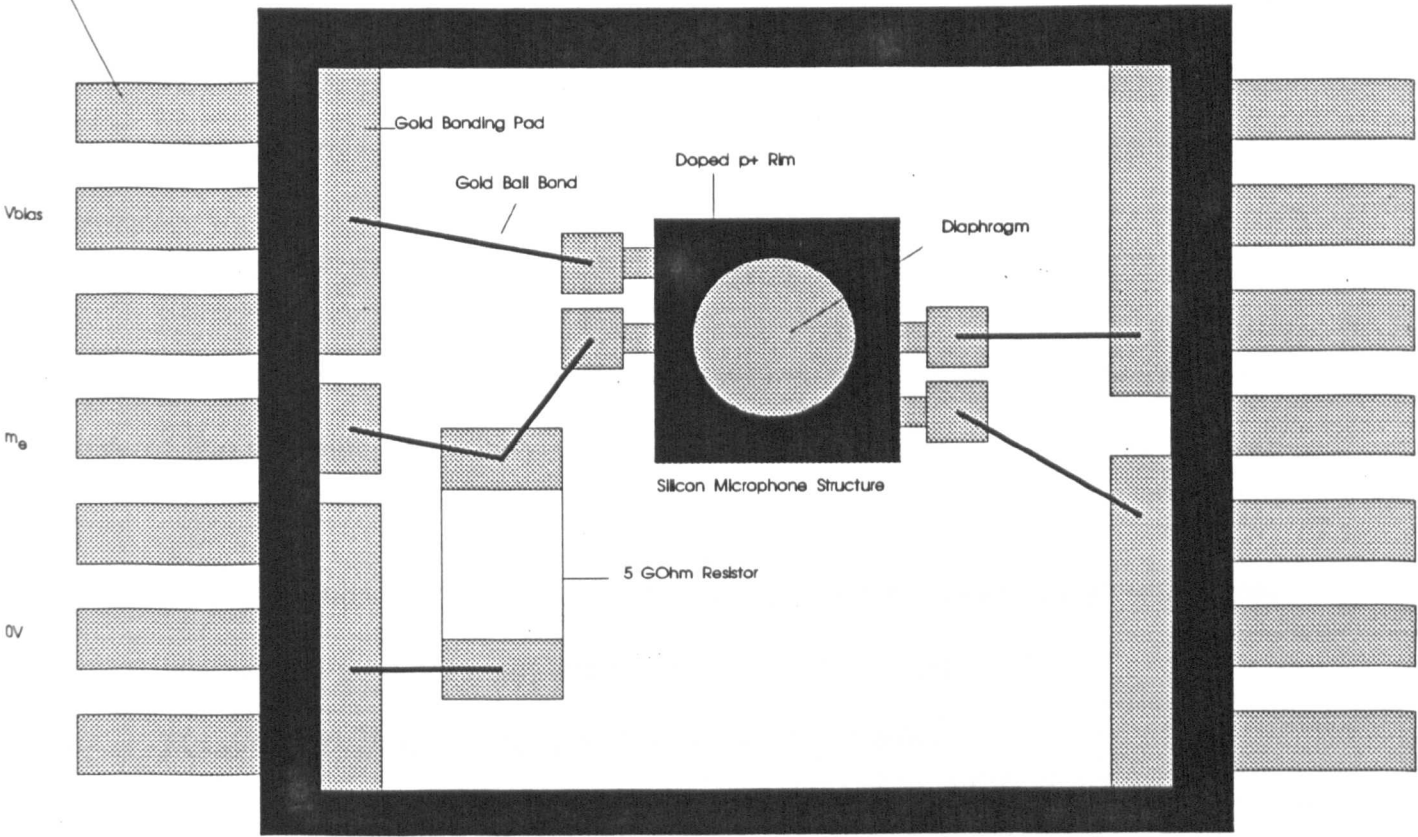 Gold Bonding Pad
Doped p+ Rim
Gold Ball Bond
Vbias
Diaphragm
me
Silicon Microphone Structure
5 GOhm Resistor
0V